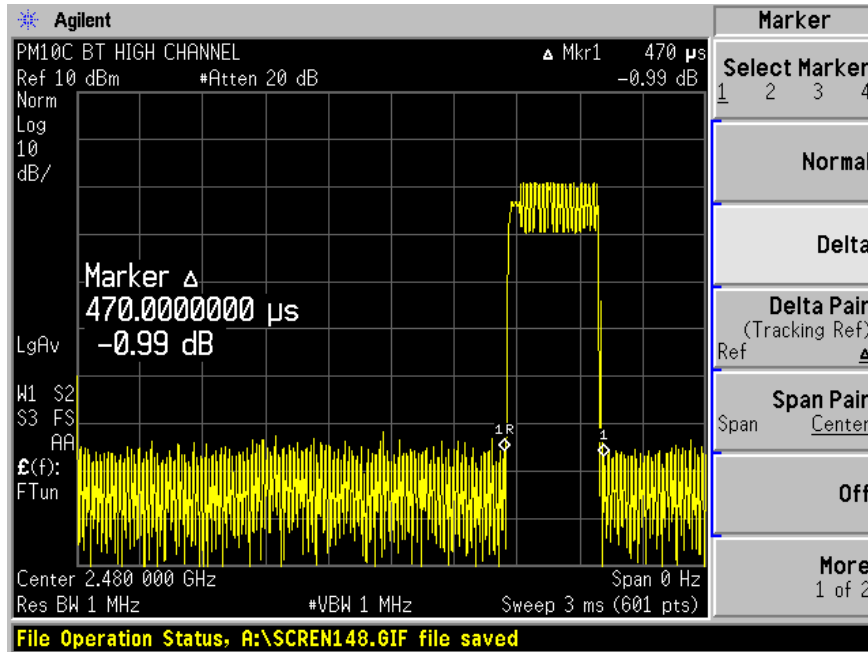 Agilent
Marker
PM10C BT HIGH CHANNEL
Δ Mkr1 470 µs
Ref 10 dBm #Atten 20 dB -0.99 dB
Norm
Log
10
dB/
Marker Δ
470.0000000 µs
-0.99 dB
LgAv
W1 S2
S3 FS
AA
£(f):
FTun
1R
1
Center 2.480 000 GHz Span 0 Hz
Res BW 1 MHz #VBW 1 MHz Sweep 3 ms (601 pts)
File Operation Status, A:\SCREN148.GIF file saved
Select Marker
1 2 3 4
Normal
Delta
Delta Pair
(Tracking Ref)
Ref Δ
Span Pair
Span Center
Off
More
1 of 2